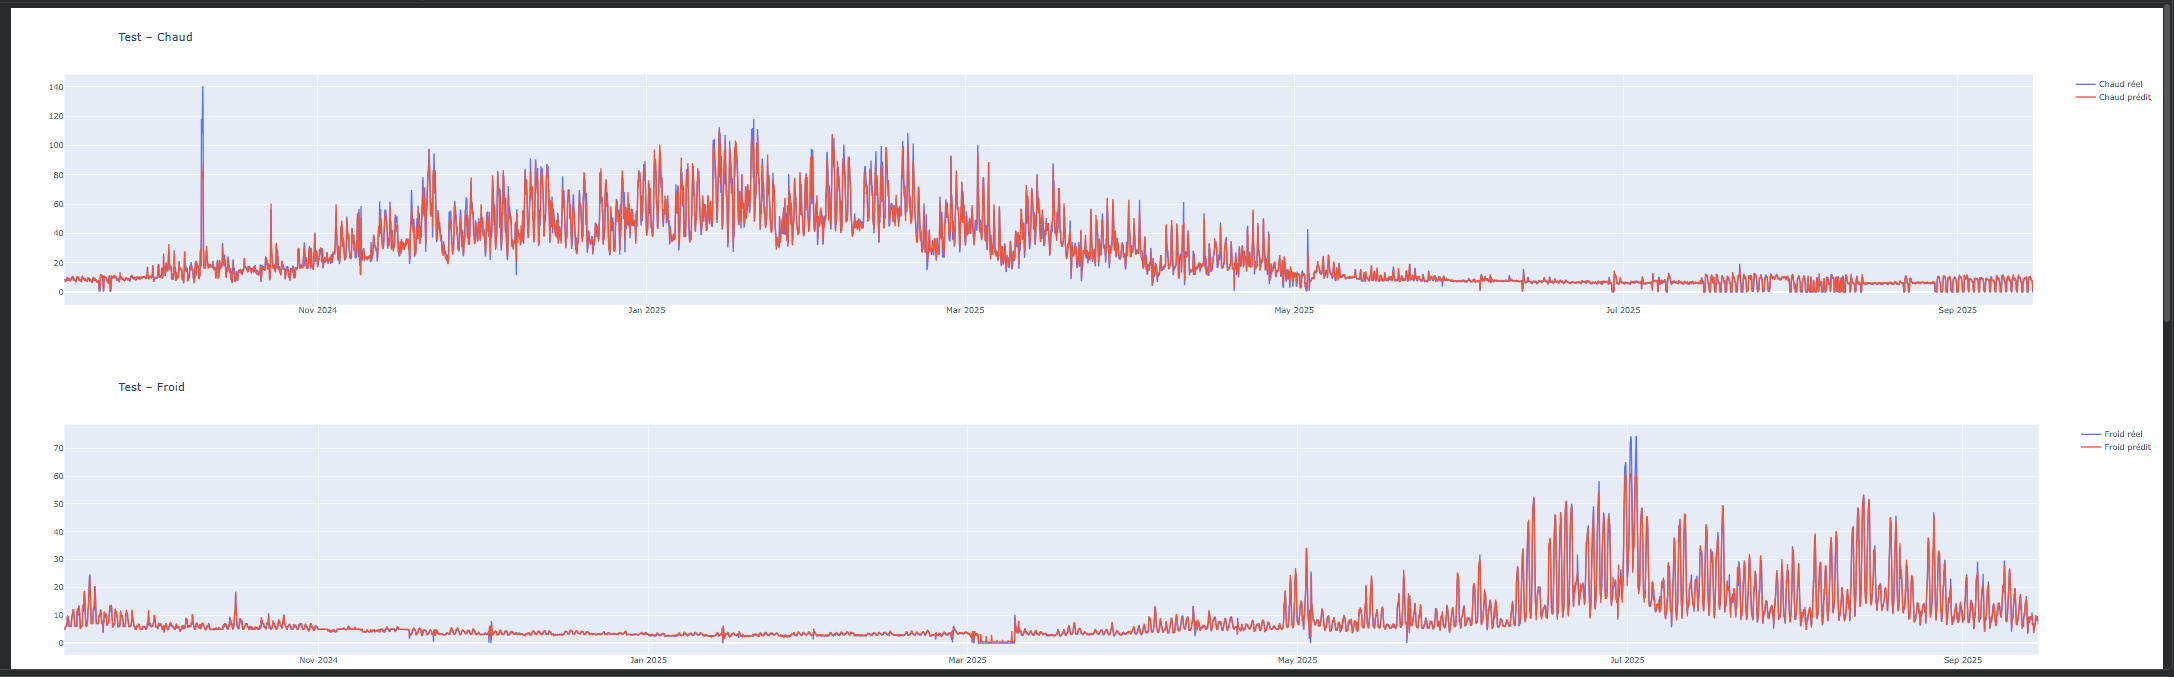 Test – Chaud
140
120
100
80
60
40
20
0
Nov 2024
Jan 2025
Mar 2025
May 2025
Jul 2025
Sep 2025
Chaud réel
Chaud prédit
Test – Froid
70
60
50
40
30
20
10
0
Nov 2024
Jan 2025
Mar 2025
May 2025
Jul 2025
Sep 2025
Froid réel
Froid prédit